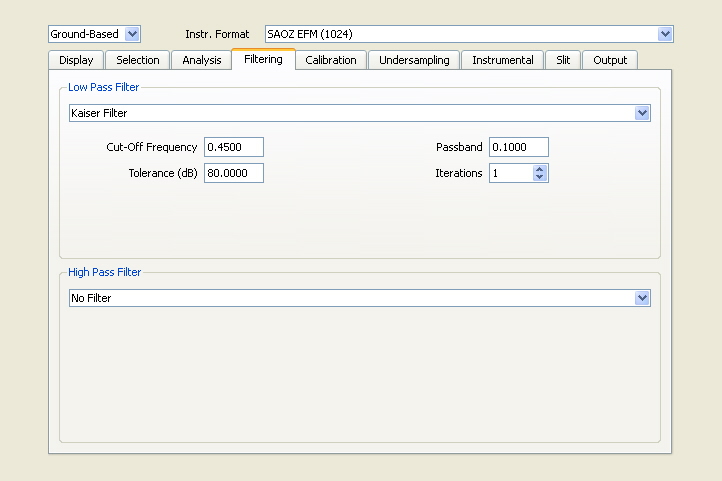 Ground-Based Instr. Format SAOZ EFM (1024)
Display Selection Analysis Filtering Calibration Undersampling Instrumental Slit Output
Low Pass Filter
Kaiser Filter
Cut-Off Frequency 0.4500 Passband 0.1000
Tolerance (dB) 80.0000 Iterations 1
High Pass Filter
No Filter